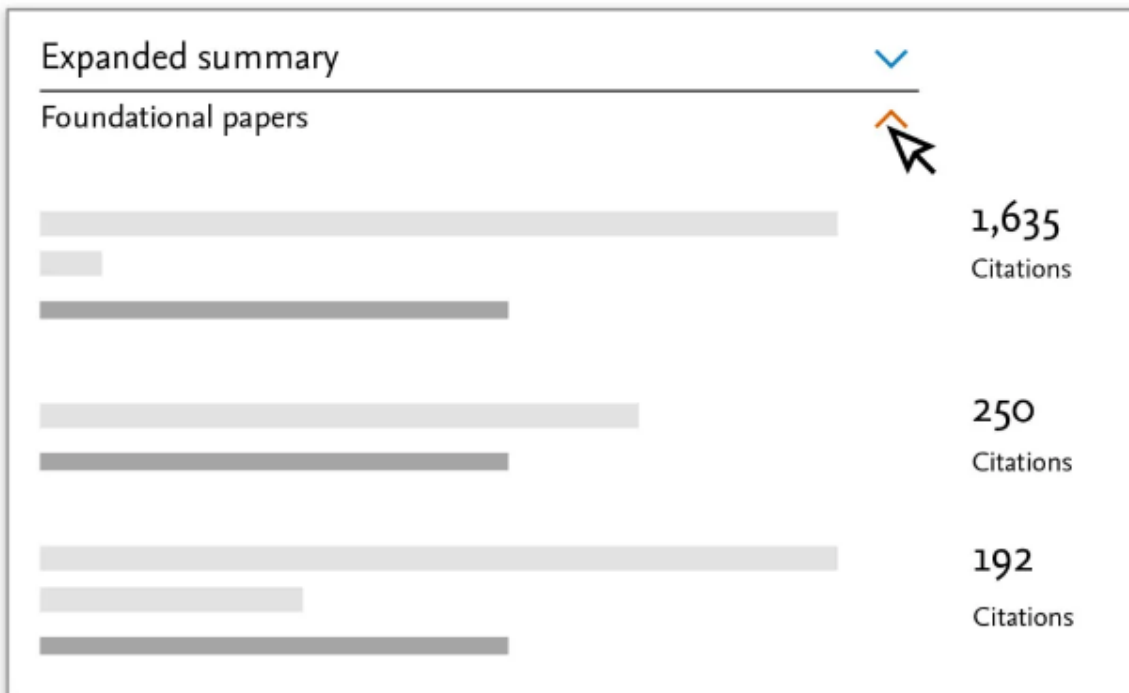 Expanded summary
Foundational papers
1,635
Citations
250
Citations
192
Citations